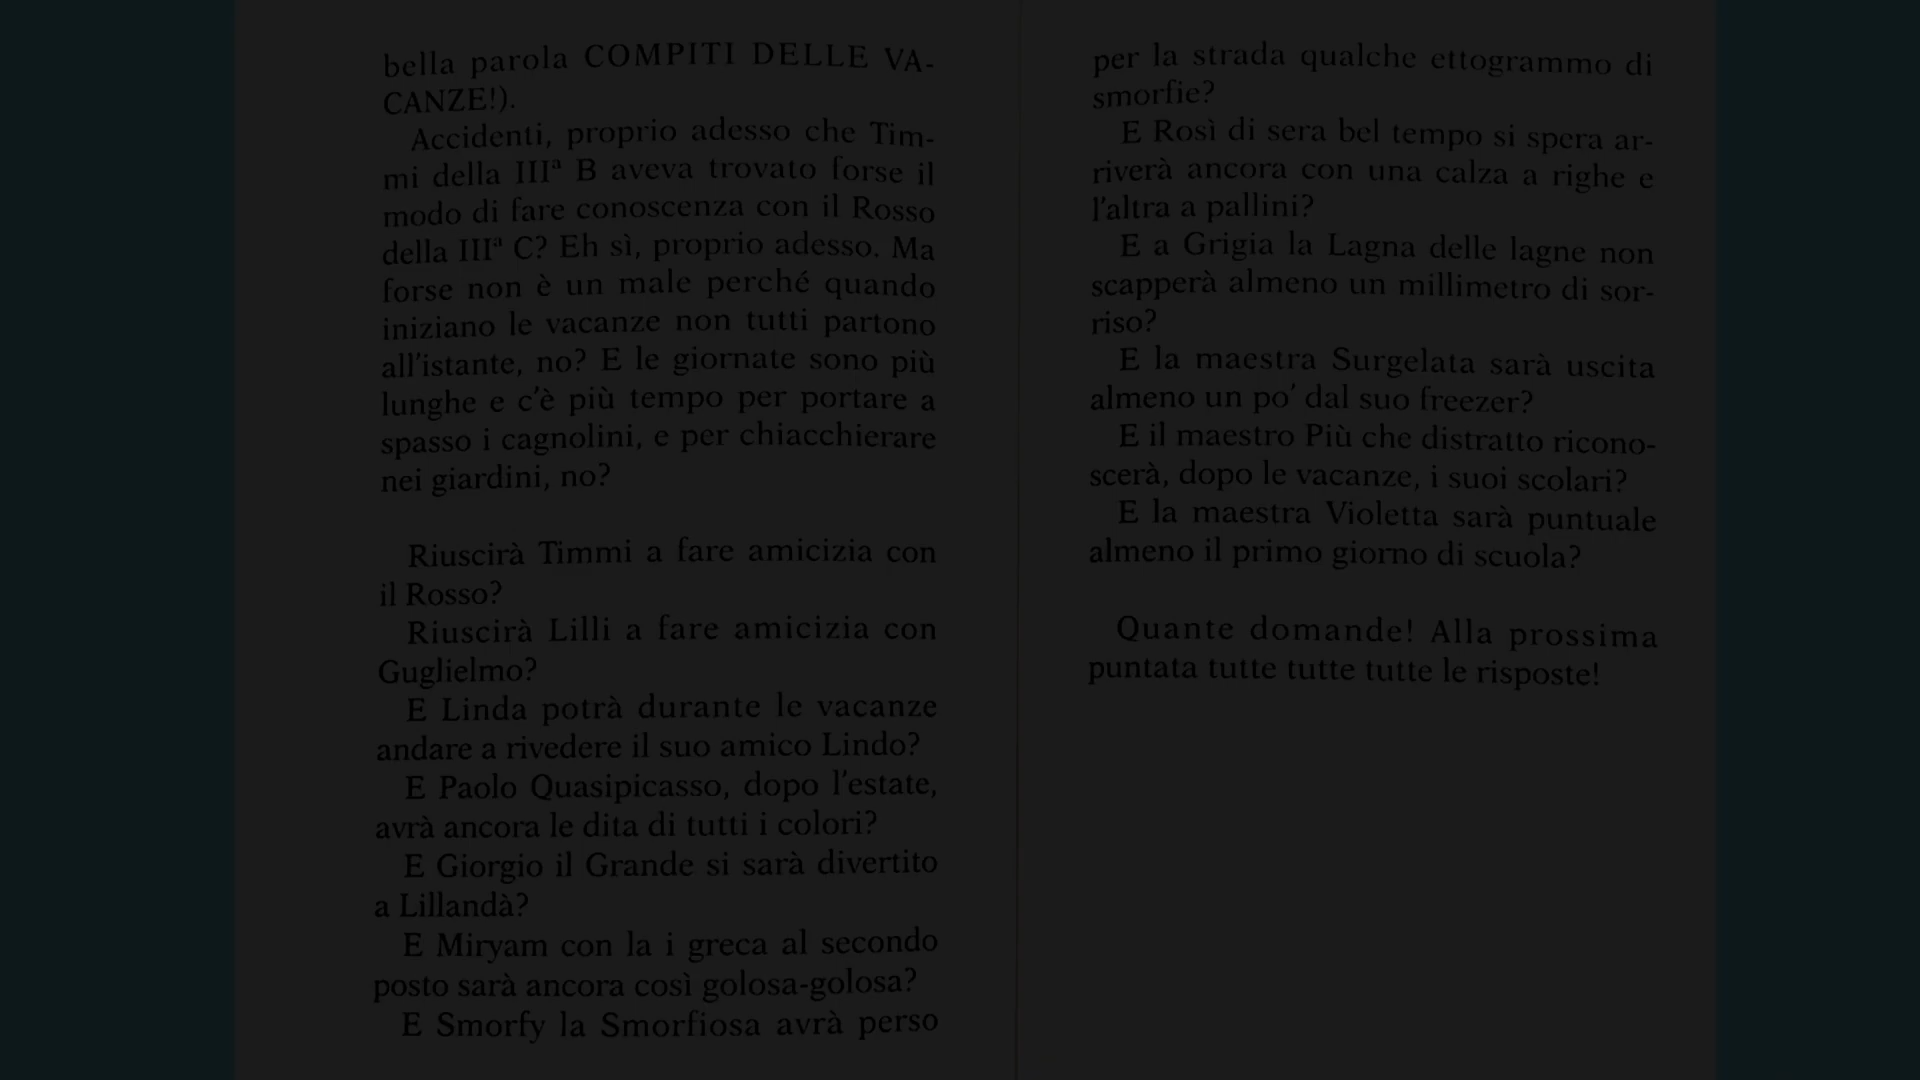 bella parola COMPITI DELLE VA-
CANZE!).
Accidenti, proprio adesso che Tim-
mi della IIIª B aveva trovato forse il
modo di fare conoscenza con il Rosso
della IIIª C? Eh sì, proprio adesso. Ma
forse non è un male perché quando
iniziano le vacanze non tutti partono
all'istante, no? E le giornate sono più
lunghe e c'è più tempo per portare a
spasso i cagnolini, e per chiacchierare
nei giardini, no?
Riuscirà Timmi a fare amicizia con
il Rosso?
Riuscirà Lilli a fare amicizia con
Guglielmo?
E Linda potrà durante le vacanze
andare a rivedere il suo amico Lindo?
E Paolo Quasipicasso, dopo l'estate,
avrà ancora le dita di tutti i colori?
E Giorgio il Grande si sarà divertito
a Lillandà?
E Miryam con la i greca al secondo
posto sarà ancora così golosa-golosa?
E Smorfy la Smorfiosa avrà perso
per la strada qualche ettogrammo di
smorfie?
E Rosì di sera bel tempo si spera ar-
riverà ancora con una calza a righe e
l'altra a pallini?
E a Grigia la Lagna delle lagne non
scapperà almeno un millimetro di sor-
riso?
E la maestra Surgelata sarà uscita
almeno un po' dal suo freezer?
E il maestro Più che distratto ricono-
scerà, dopo le vacanze, i suoi scolari?
E la maestra Violetta sarà puntuale
almeno il primo giorno di scuola?
Quante domande! Alla prossima
puntata tutte tutte tutte le risposte!